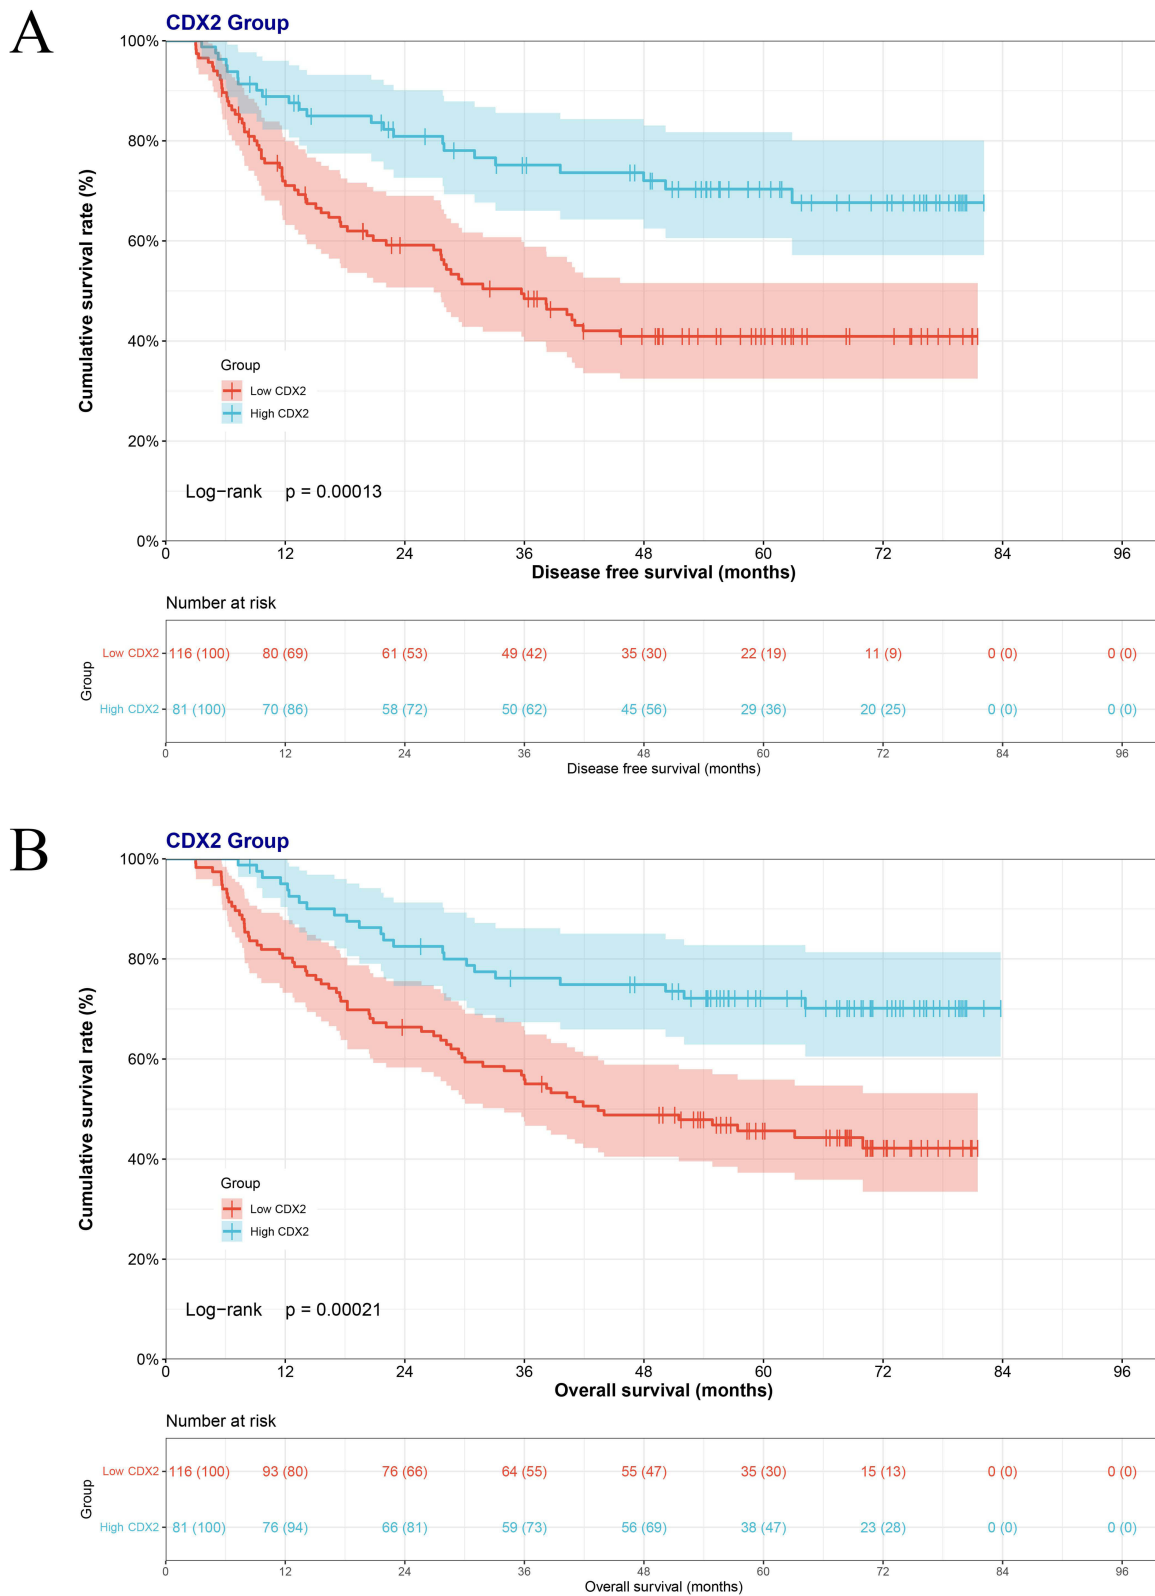 A
CDX2 Group
100%
80%
60%
40%
20%
0%
Cumulative survival rate (%)
Group
Low CDX2
High CDX2
Log−rank p = 0.00013
0 12 24 36 48 60 72 84 96
Disease free survival (months)
Number at risk
Group
Low CDX2 116 (100) 80 (69) 61 (53) 49 (42) 35 (30) 22 (19) 11 (9) 0 (0) 0 (0)
High CDX2 81 (100) 70 (86) 58 (72) 50 (62) 45 (56) 29 (36) 20 (25) 0 (0) 0 (0)
0 12 24 36 48 60 72 84 96
Disease free survival (months)
B
CDX2 Group
100%
80%
60%
40%
20%
0%
Cumulative survival rate (%)
Group
Low CDX2
High CDX2
Log−rank p = 0.00021
0 12 24 36 48 60 72 84 96
Overall survival (months)
Number at risk
Group
Low CDX2 116 (100) 93 (80) 76 (66) 64 (55) 55 (47) 35 (30) 15 (13) 0 (0) 0 (0)
High CDX2 81 (100) 76 (94) 66 (81) 59 (73) 56 (69) 38 (47) 23 (28) 0 (0) 0 (0)
0 12 24 36 48 60 72 84 96
Overall survival (months)